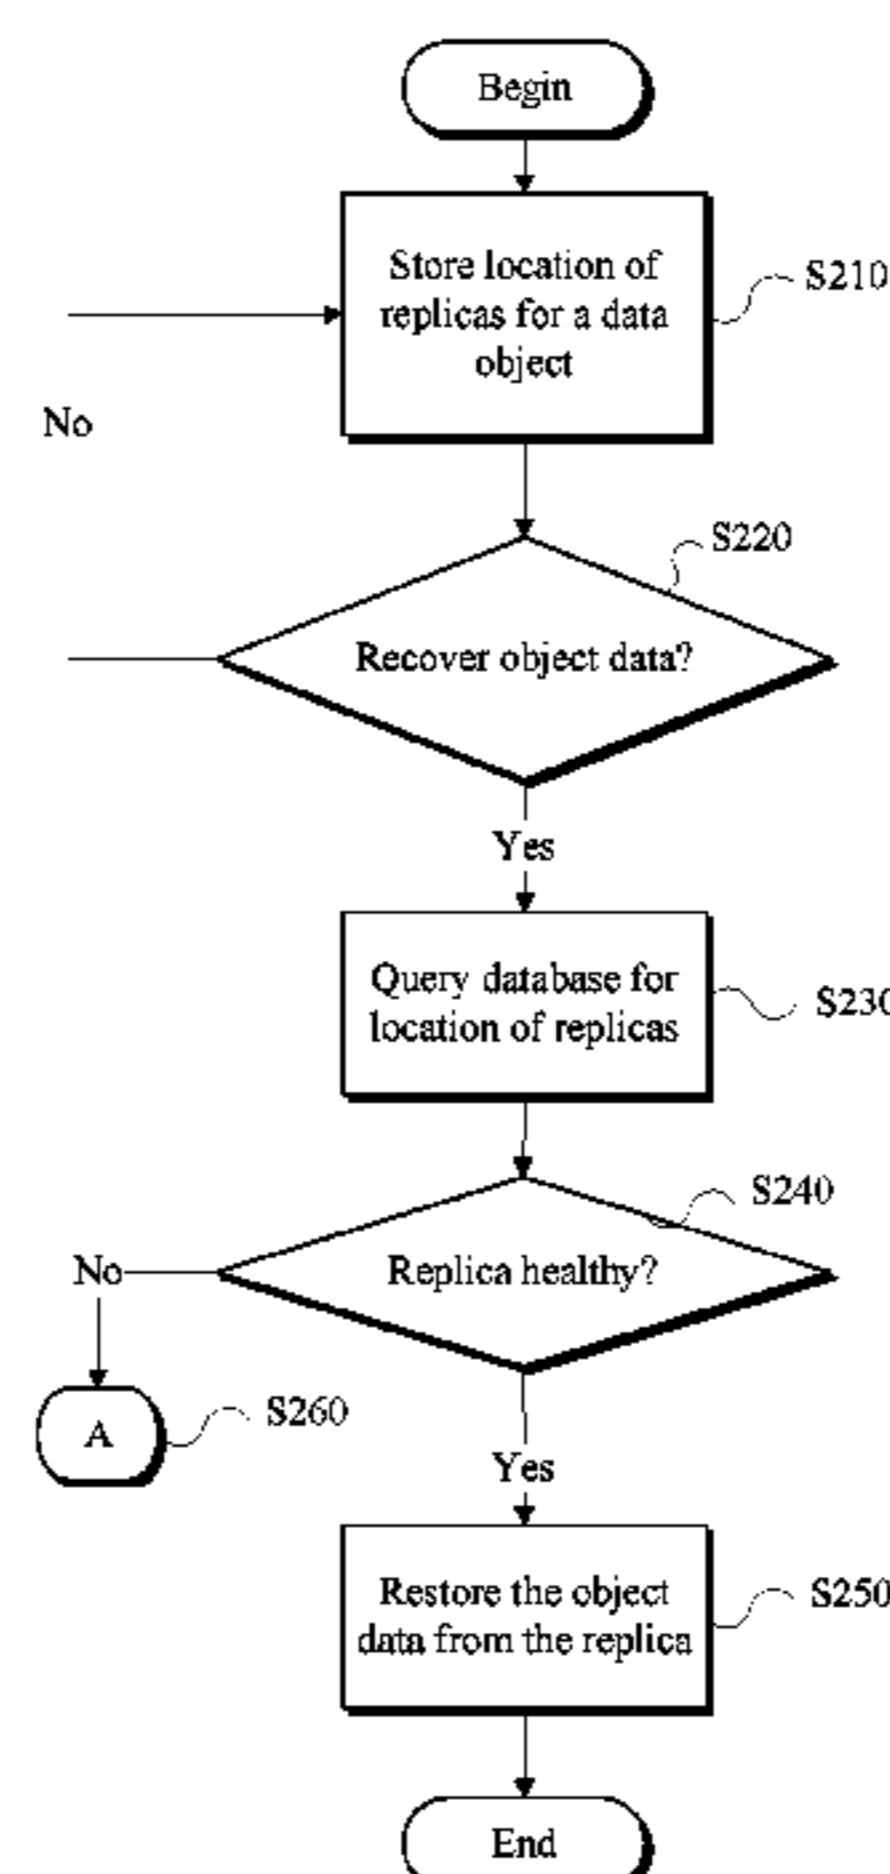 Begin
Store location of
replicas for a data
object
S210
No
S220
Recover object data?
Yes
Query database for
location of replicas
S230
S240
Replica healthy?
No
A
S260
Yes
Restore the object
data from the replica
S250
End